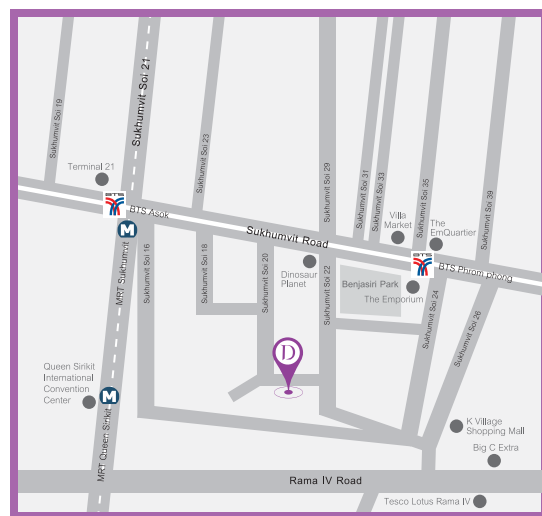 Sukhumvit Soi 19
Sukhumvit Soi 21
Sukhumvit Soi 23
Sukhumvit Soi 29
Sukhumvit Soi 31
Sukhumvit Soi 33
Sukhumvit Soi 35
Sukhumvit Soi 39
Terminal 21
BTS
BTS Asok
M
MRT Sukhumvit
Sukhumvit Road
Villa
Market
The
EmQuartier
BTS
BTS Phrom phong
Sukhumvit Soi 16
Sukhumvit Soi 18
Sukhumvit Soi 20
Sukhumvit Soi 22
Dinosaur
Planet
Benjasiri Park
The Emporium
Sukhumvit Soi 24
Sukhumvit Soi 26
D
Queen Sirikit
International
Convention
Center
M
MRT Queen Sirikit
K Village
Shopping Mall
Big C Extra
Rama IV Road
Tesco Lotus Rama IV